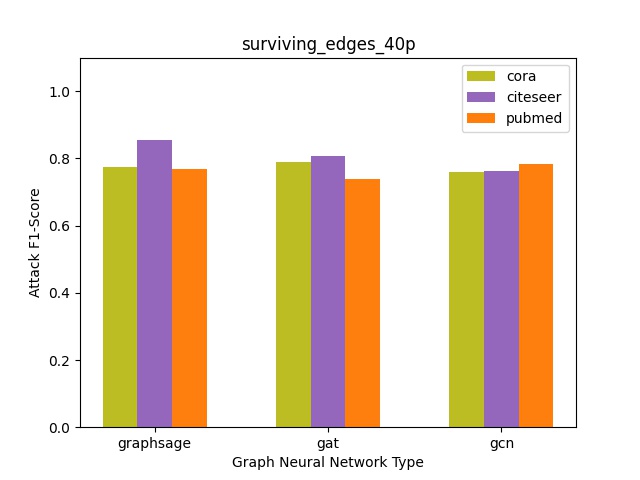 surviving_edges_40p
cora
citeseer
pubmed
Attack F1-Score
1.0
0.8
0.6
0.4
0.2
0.0
graphsage
gat
gcn
Graph Neural Network Type